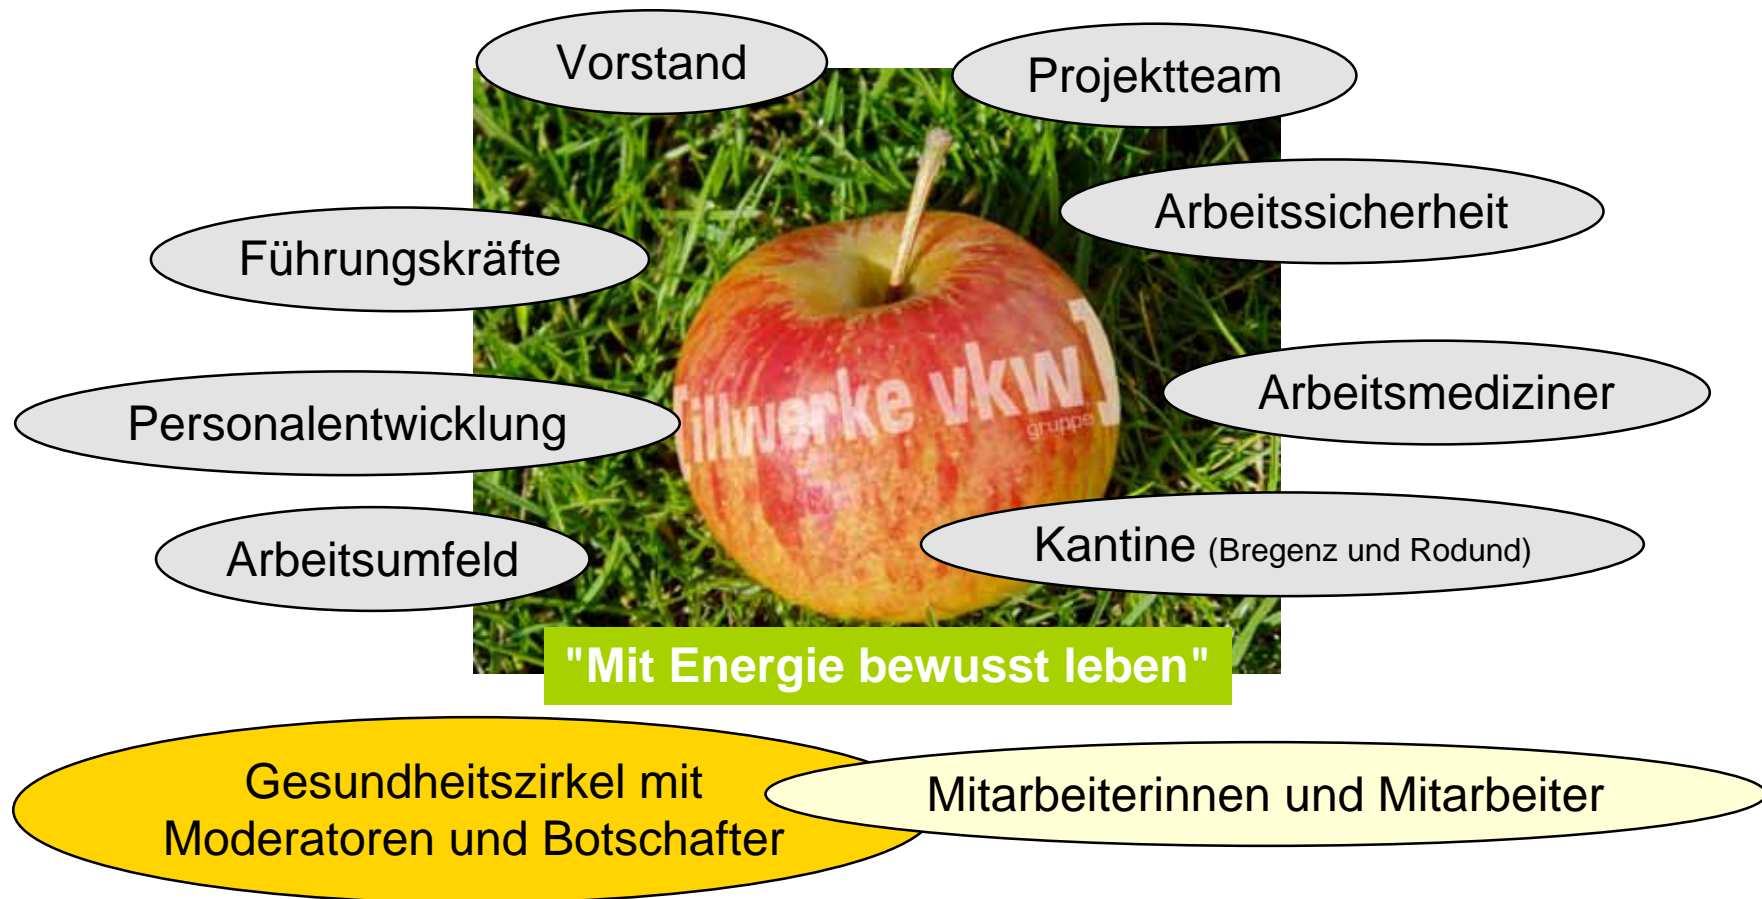 Vorstand
Projektteam
Arbeitssicherheit
Führungskräfte
Arbeitsmediziner
Personalentwicklung
[illwerke vkw]
gruppe
Arbeitsumfeld
Kantine (Bregenz und Rodund)
"Mit Energie bewusst leben"
Gesundheitszirkel mit
Moderatoren und Botschafter
Mitarbeiterinnen und Mitarbeiter